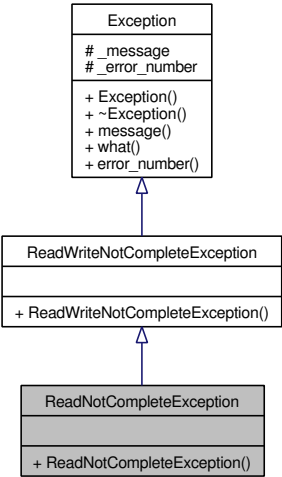 Exception
# _message
# _error_number
+ Exception()
+ ~Exception()
+ message()
+ what()
+ error_number()
ReadWriteNotCompleteException
+ ReadWriteNotCompleteException()
ReadNotCompleteException
+ ReadNotCompleteException()